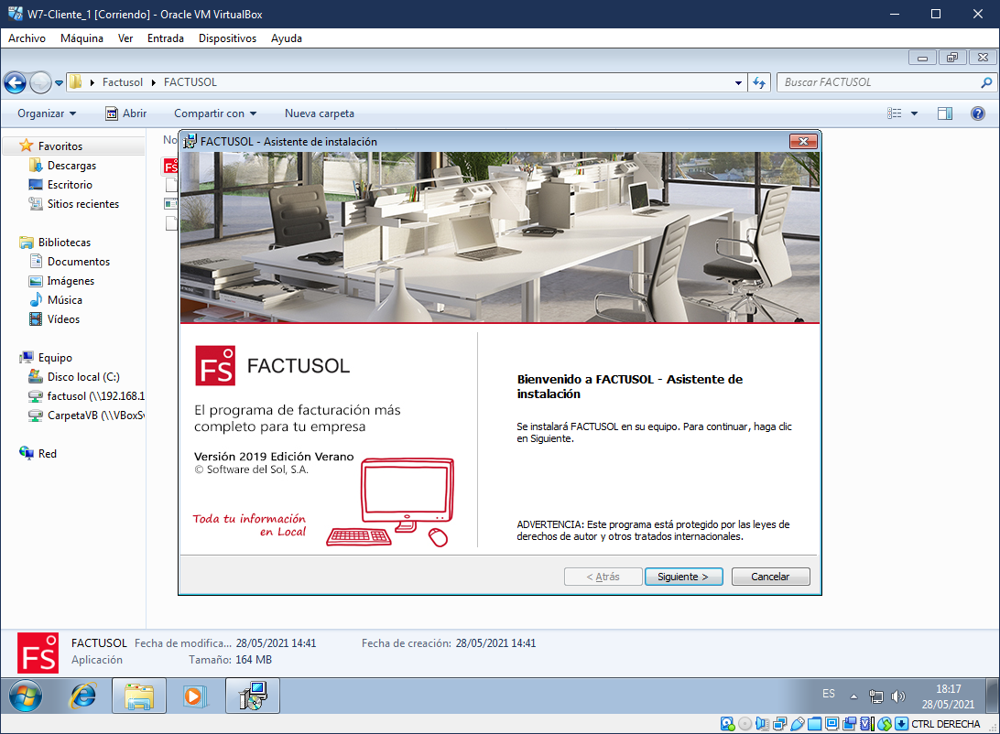 W7-Cliente_1 [Corriendo] - Oracle VM VirtualBox
Archivo Máquina Ver Entrada Dispositivos Ayuda
Factusol FACTUSOL
Buscar FACTUSOL
Organizar Abrir Compartir con Nueva carpeta
Favoritos
Descargas
Escritorio
Sitios recientes
Bibliotecas
Documentos
Imágenes
Música
Vídeos
Equipo
Disco local (C:)
factusol (\\192.168.1
CarpetaVB (\\VBoxSv
Red
No
FS
FACTUSOL - Asistente de instalación
FS FACTUSOL
El programa de facturación más
completo para tu empresa
Versión 2019 Edición Verano
© Software del Sol, S.A.
Toda tu información
en Local
Bienvenido a FACTUSOL - Asistente de
instalación
Se instalará FACTUSOL en su equipo. Para continuar, haga clic
en Siguiente.
ADVERTENCIA: Este programa está protegido por las leyes de
derechos de autor y otros tratados internacionales.
< Atrás Siguiente > Cancelar
FS
FACTUSOL Fecha de modifica... 28/05/2021 14:41 Fecha de creación: 28/05/2021 14:41
Aplicación Tamaño: 164 MB
ES
18:17
28/05/2021
CTRL DERECHA